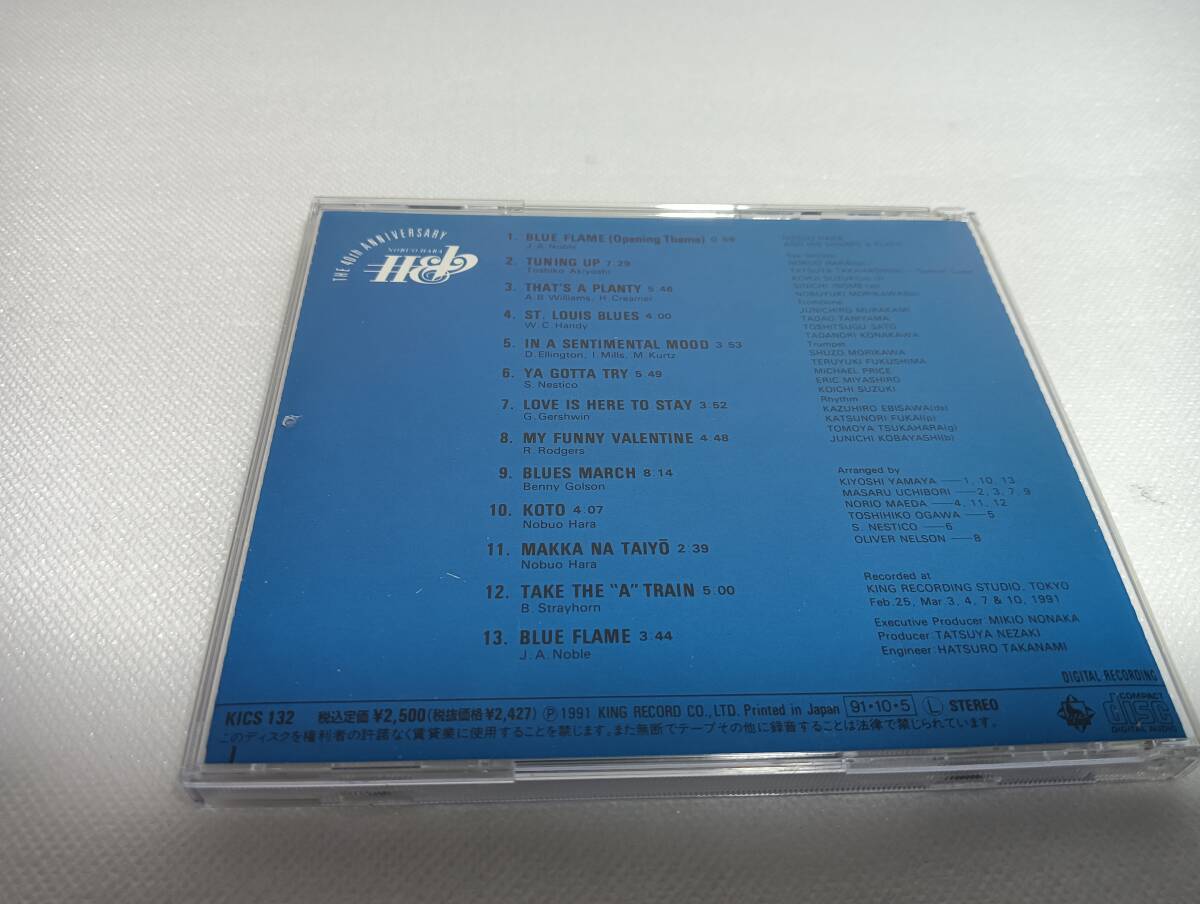 THE 40th ANNIVERSARY
NOBUO HARA
H&P
1. BLUE FLAME (Opening Theme) 0:58
J. A. Noble
2. TUNING UP 7:29
Toshiko Akiyoshi
3. THAT'S A PLANTY 5:46
A. B. Williams, H. Creamer
4. ST. LOUIS BLUES 4:00
W. C. Handy
5. IN A SENTIMENTAL MOOD 3:53
D. Ellington, I. Mills, M. Kurtz
6. YA GOTTA TRY 5:49
S. Nestico
7. LOVE IS HERE TO STAY 3:52
G. Gershwin
8. MY FUNNY VALENTINE 4:48
R. Rodgers
9. BLUES MARCH 8:14
Benny Golson
10. KOTO 4:07
Nobuo Hara
11. MAKKA NA TAIYŌ 2:39
Nobuo Hara
12. TAKE THE "A" TRAIN 5:00
B. Strayhorn
13. BLUE FLAME 3:44
J. A. Noble
NOBUYUKI MORIKAWA
Trombone
JUNICHIRO MURAKAMI
TADAO TANIYAMA
TOSHITSUGU SATO
TADANORI KONAKAWA
Trumpet
SHUZO MORIKAWA
TERUYUKI FUKUSHIMA
MICHAEL PRICE
ERIC MIYASHIRO
KOICHI SUZUKI
Rhythm
KAZUHIRO EBISAWA(ds)
KATSUNORI FUKAI(p)
TOMOYA TSUKAHARA(g)
JUNICHI KOBAYASHI(b)
Arranged by
KIYOSHI YAMAYA—1, 10, 13
MASARU UCHIBORI—2, 3, 7, 9
NORIO MAEDA—4, 11, 12
TOSHIHIKO OGAWA—5
S. NESTICO—6
OLIVER NELSON—8
Recorded at
KING RECORDING STUDIO, TOKYO
Feb. 25, Mar. 3, 4, 7 & 10, 1991
Executive Producer: MIKIO NONAKA
Producer: TATSUYA NEZAKI
Engineer: HATSURO TAKANAMI
DIGITAL RECORDING
KICS 132 税込定価¥2,500(税抜価格¥2,427) Ⓟ 1991 KING RECORD CO., LTD. Printed in Japan 91・10・5 Ⓛ STEREO
このディスクを権利者の許諾なく賃貸業に使用することを禁じます。また無断でテープその他に録音することは法律で禁じられています。
COMPACT
disc
DIGITAL AUDIO